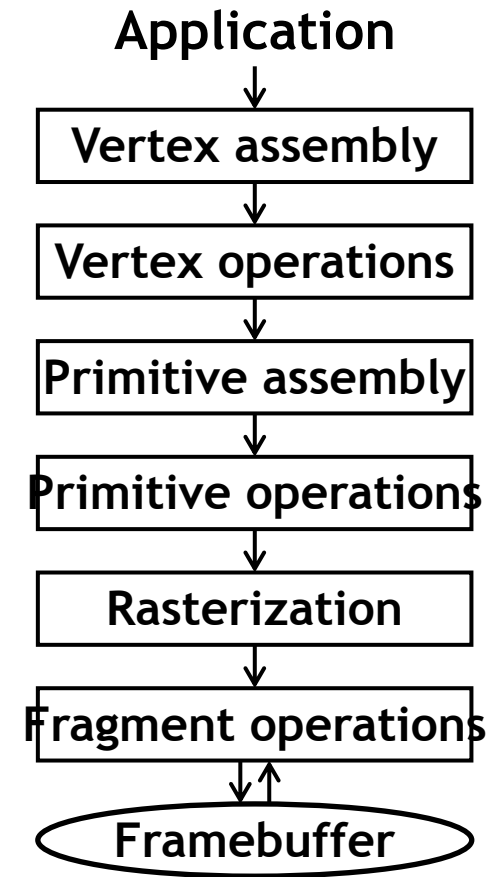 Application
Vertex assembly
Vertex operations
Primitive assembly
Primitive operations
Rasterization
Fragment operations
Framebuffer